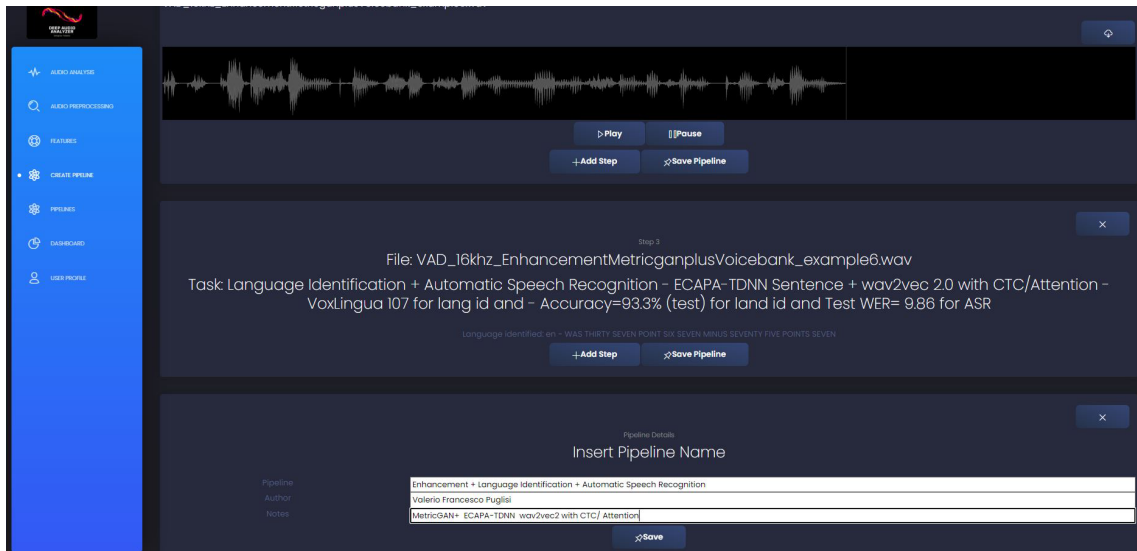 DEEP AUDIO
ANALYZER
AUDIO ANALYSIS
AUDIO PREPROCESSING
FEATURES
CREATE PIPELINE
PIPELINES
DASHBOARD
USER PROFILE
Play
Pause
+Add Step
Save Pipeline
Step 3
File: VAD_16khz_EnhancementMetricganplusVoicebank_example6.wav
Task: Language Identification + Automatic Speech Recognition - ECAPA-TDNN Sentence + wav2vec 2.0 with CTC/Attention -
VoxLingua 107 for lang id and - Accuracy=93.3% (test) for land id and Test WER= 9.86 for ASR
Language identified: en - WAS THIRTY SEVEN POINT SIX SEVEN MINUS SEVENTY FIVE POINTS SEVEN
+Add Step
Save Pipeline
Pipeline Details
Insert Pipeline Name
Pipeline
Enhancement + Language Identification + Automatic Speech Recognition
Author
Valerio Francesco Puglisi
Notes
MetricGAN+ ECAPA-TDNN wav2vec2 with CTC/ Attention
Save